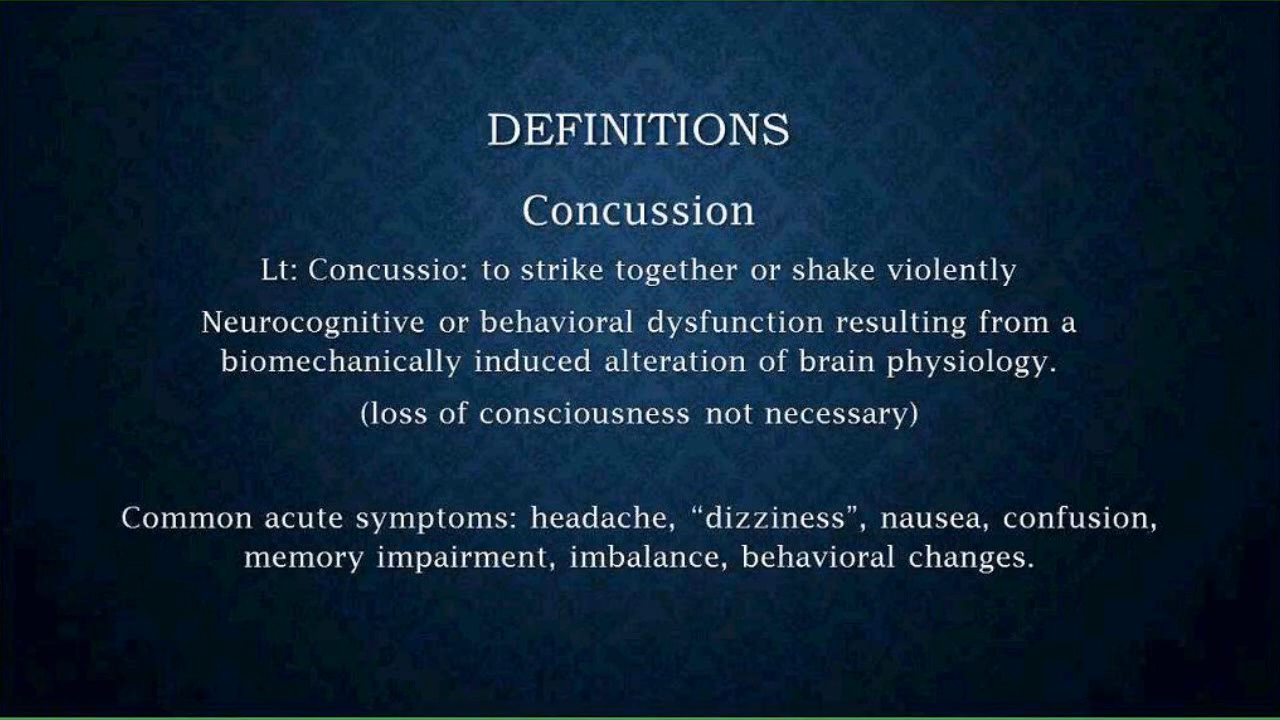 DEFINITIONS
Concussion
Lt: Concussio: to strike together or shake violently
Neurocognitive or behavioral dysfunction resulting from a
biomechanically induced alteration of brain physiology.
(loss of consciousness not necessary)
Common acute symptoms: headache, “dizziness”, nausea, confusion,
memory impairment, imbalance, behavioral changes.